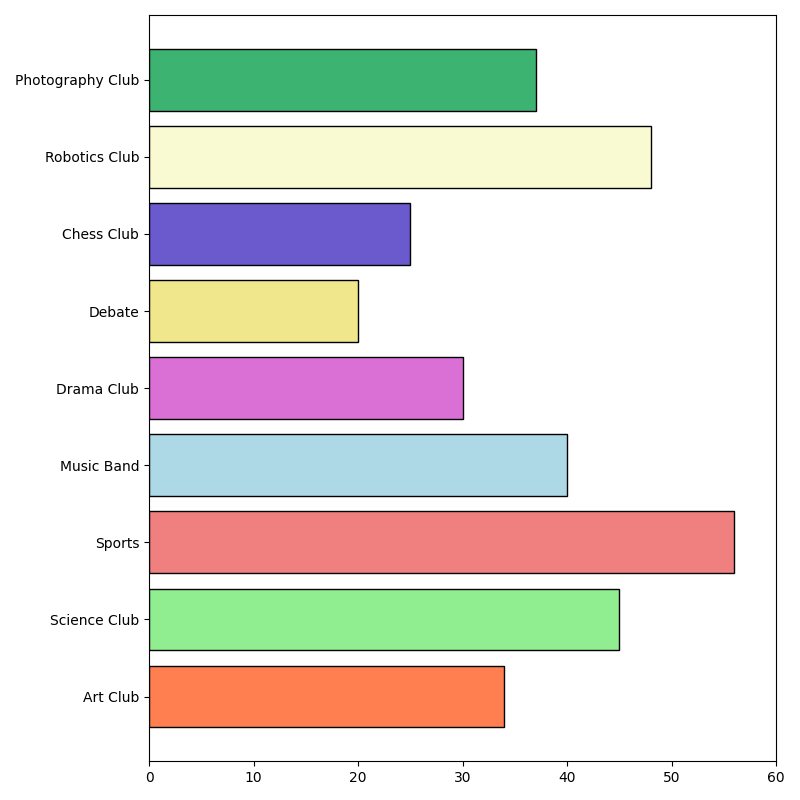 Photography Club
Robotics Club
Chess Club
Debate
Drama Club
Music Band
Sports
Science Club
Art Club
0 10 20 30 40 50 60